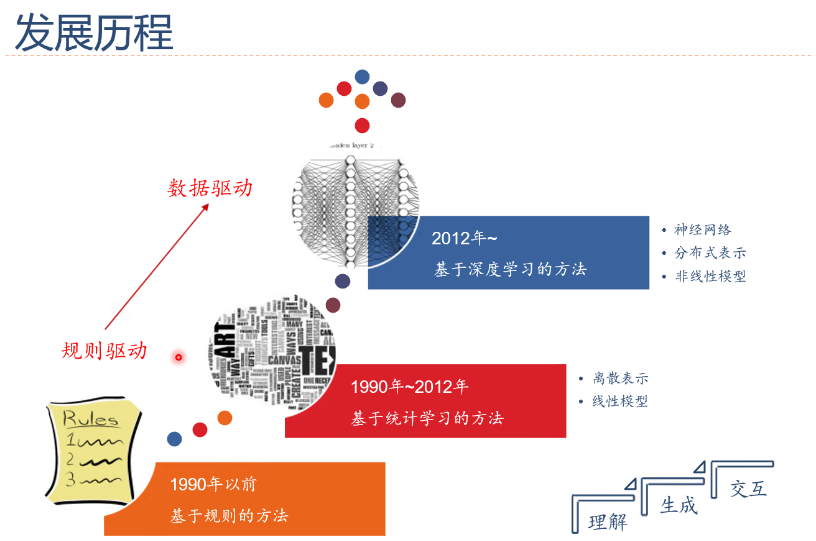 发展历程
数据驱动
规则驱动
2012年~
基于深度学习的方法
• 神经网络
• 分布式表示
• 非线性模型
1990年~2012年
基于统计学习的方法
• 离散表示
• 线性模型
Rules
1
2
3
1990年以前
基于规则的方法
理解
生成
交互
ART
CANVAS
WAYS
TEX